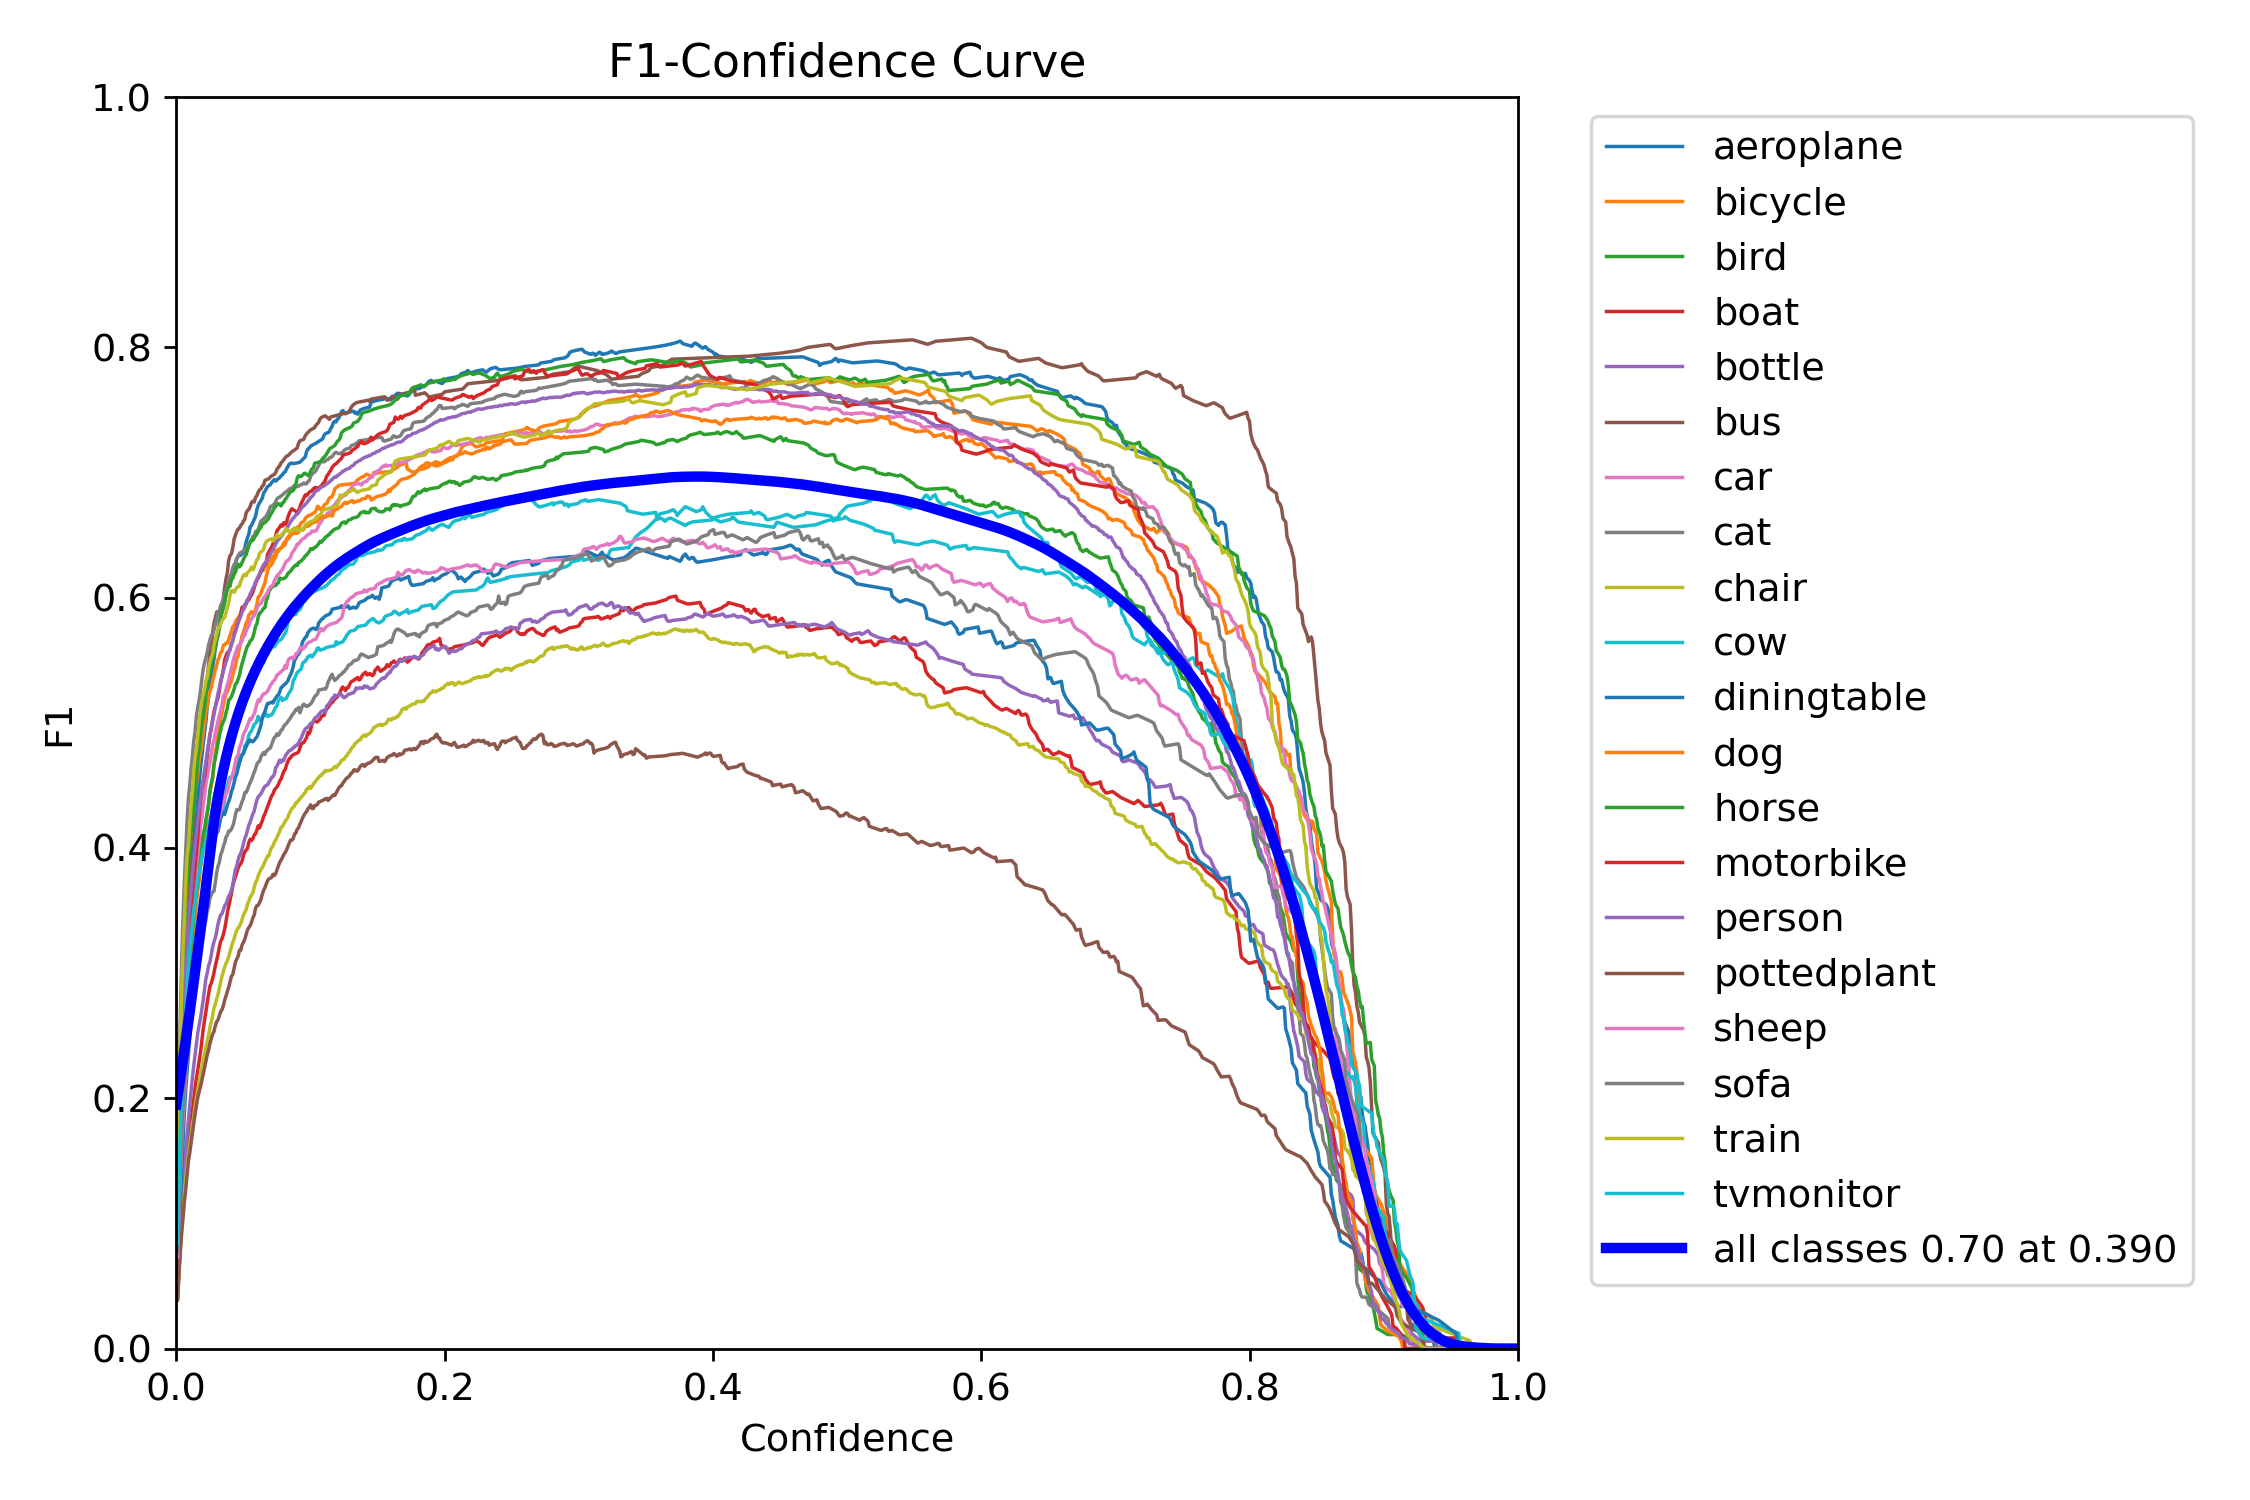 F1-Confidence Curve
1.0
0.8
0.6
0.4
0.2
0.0
F1
0.0 0.2 0.4 0.6 0.8 1.0
Confidence
aeroplane
bicycle
bird
boat
bottle
bus
car
cat
chair
cow
diningtable
dog
horse
motorbike
person
pottedplant
sheep
sofa
train
tvmonitor
all classes 0.70 at 0.390